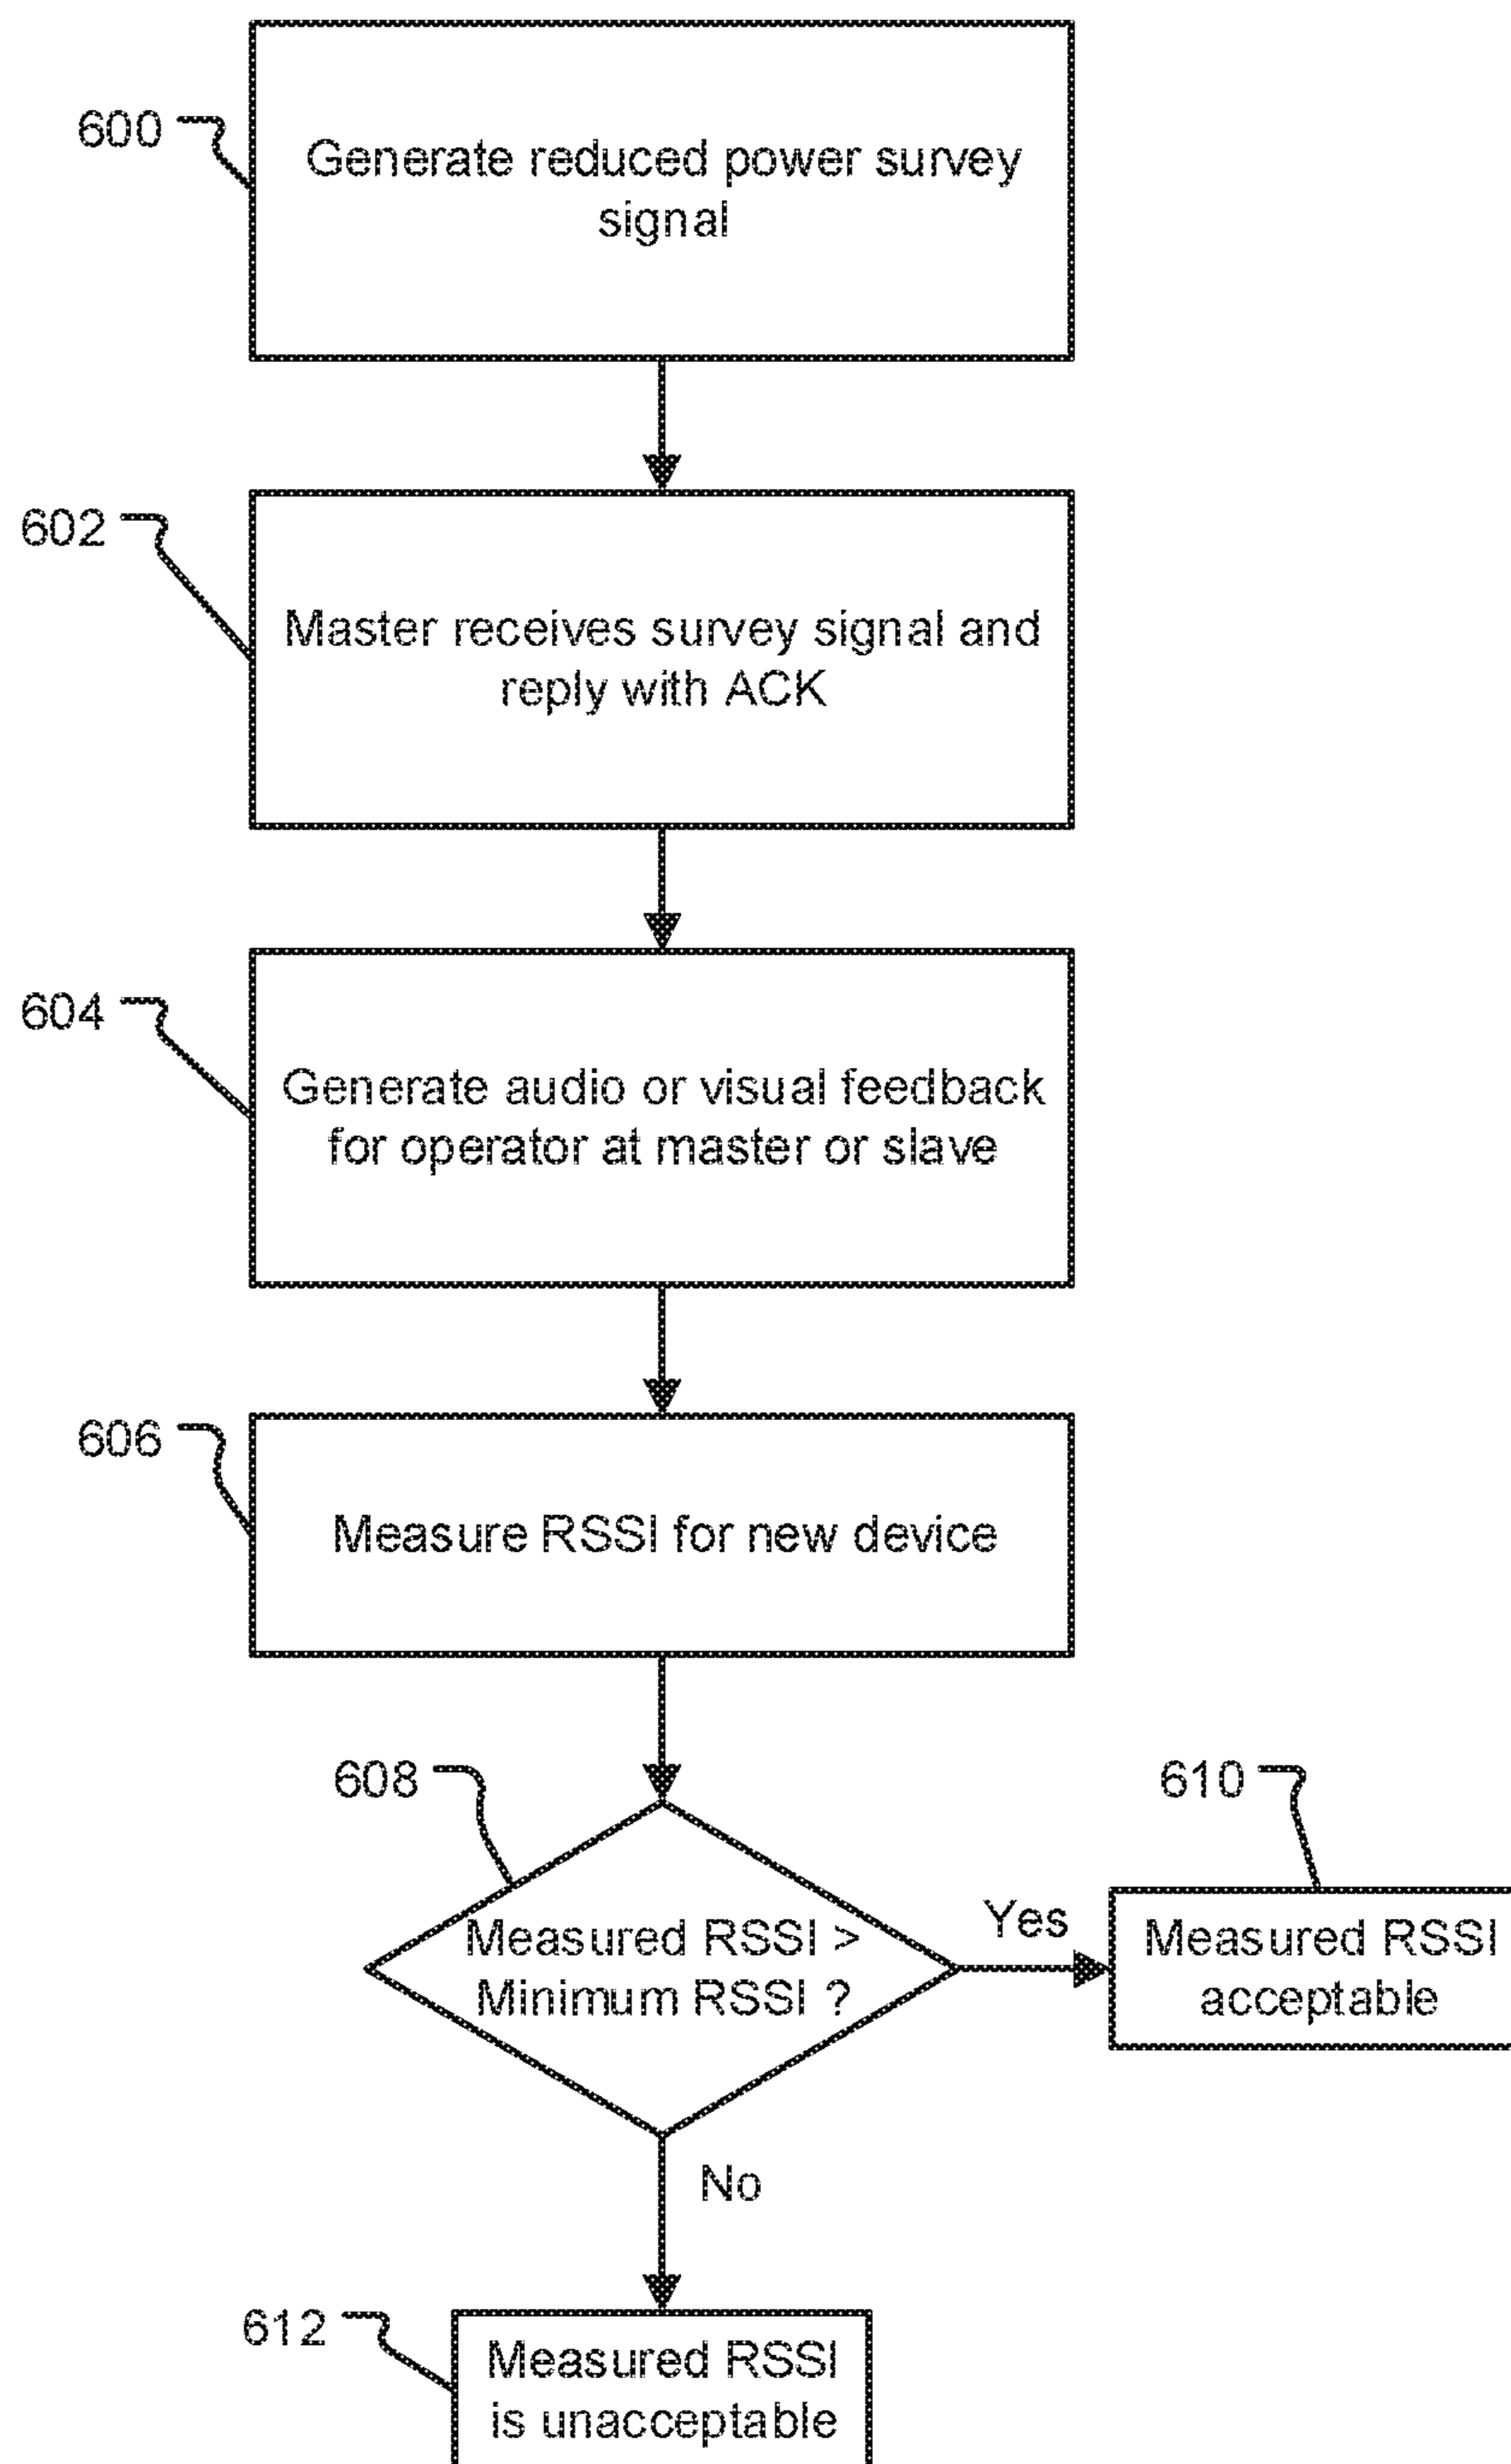 600
Generate reduced power survey
signal
602
Master receives survey signal and
reply with ACK
604
Generate audio or visual feedback
for operator at master or slave
606
Measure RSSI for new device
608
Measured RSSI >
Minimum RSSI ?
Yes
610
Measured RSSI
acceptable
No
612
Measured RSSI
is unacceptable